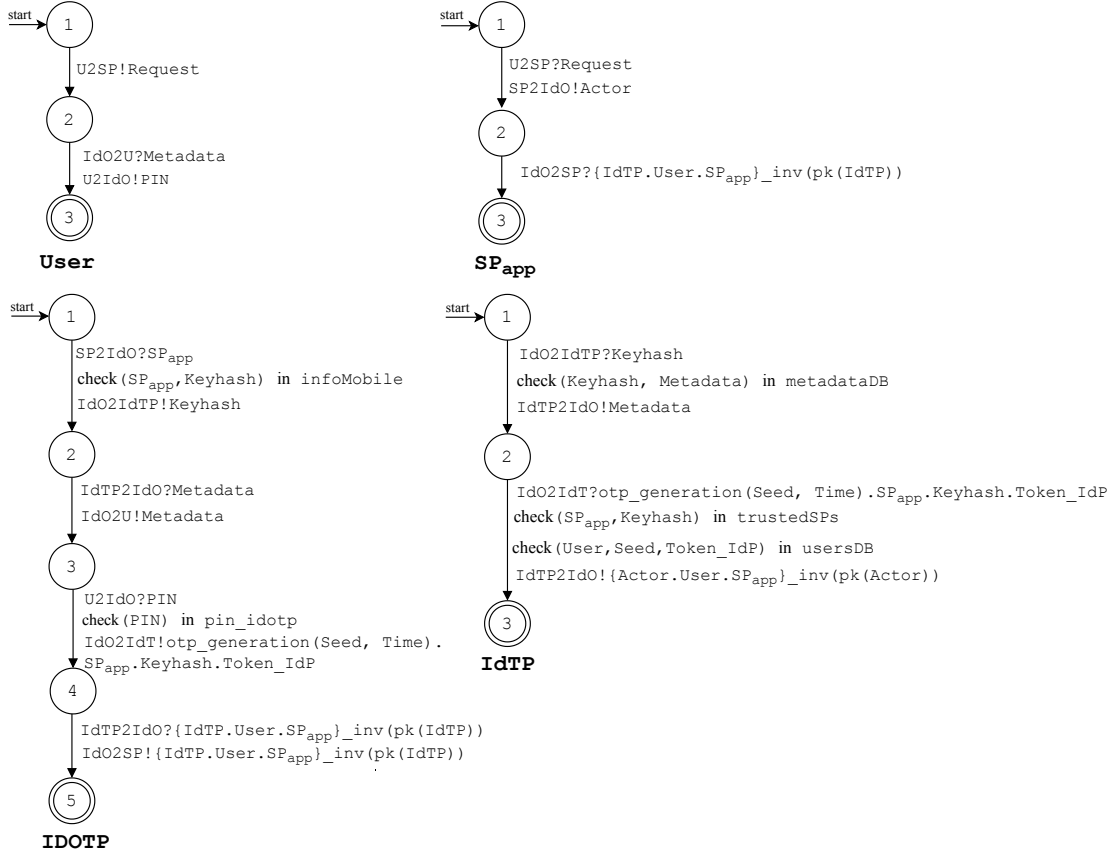 start
1
U2SP!Request
2
IdO2U?Metadata
U2IdO!PIN
3
User
start
1
U2SP?Request
SP2IdO!Actor
2
IdO2SP?{IdTP.User.SPapp}_inv(pk(IdTP))
3
SPapp
start
1
SP2IdO?SPapp
check(SPapp,Keyhash) in infoMobile
IdO2IdTP!Keyhash
2
IdTP2IdO?Metadata
IdO2U!Metadata
3
U2IdO?PIN
check(PIN) in pin_idotp
IdO2IdT!otp_generation(Seed, Time).
SPapp.Keyhash.Token_IdP
4
IdTP2IdO?{IdTP.User.SPapp}_inv(pk(IdTP))
IdO2SP!{IdTP.User.SPapp}_inv(pk(IdTP))
5
IDOTP
start
1
IdO2IdTP?Keyhash
check(Keyhash, Metadata) in metadataDB
IdTP2IdO!Metadata
2
IdO2IdT?otp_generation(Seed, Time).SPapp.Keyhash.Token_IdP
check(SPapp,Keyhash) in trustedSPs
check(User,Seed,Token_IdP) in usersDB
IdTP2IdO!{Actor.User.SPapp}_inv(pk(Actor))
3
IdTP